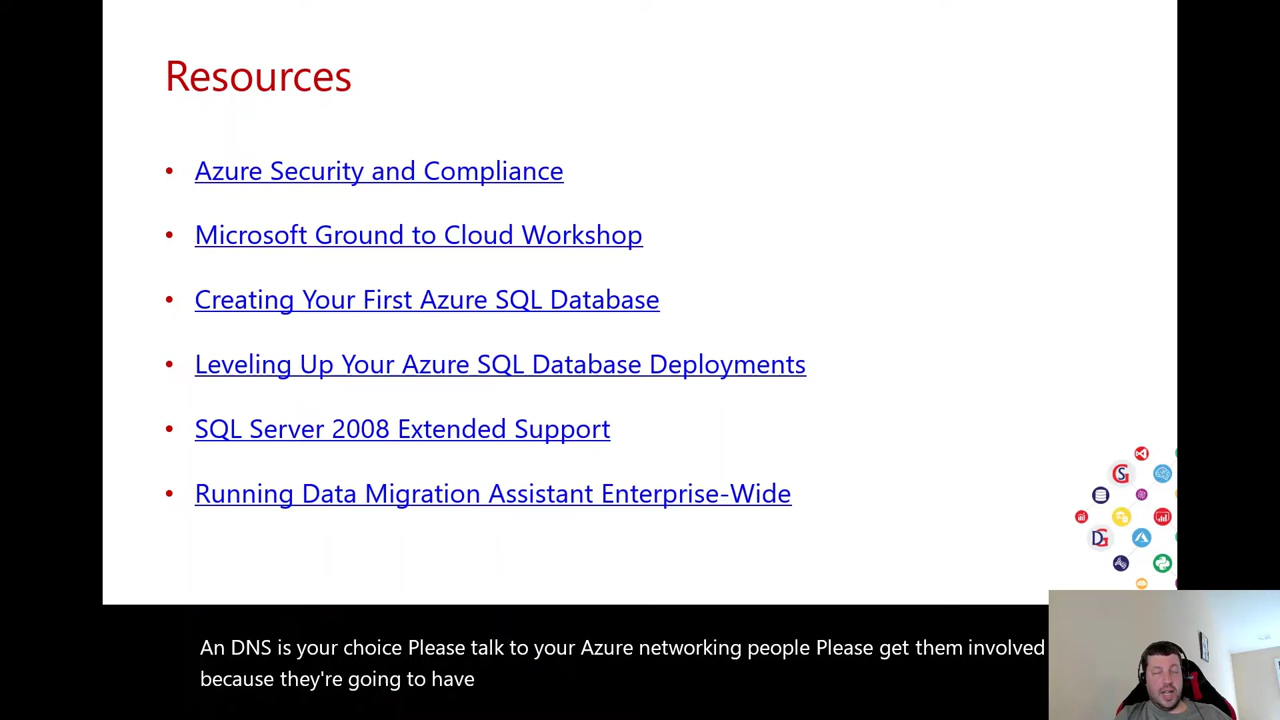 Resources
• Azure Security and Compliance
• Microsoft Ground to Cloud Workshop
• Creating Your First Azure SQL Database
• Leveling Up Your Azure SQL Database Deployments
• SQL Server 2008 Extended Support
• Running Data Migration Assistant Enterprise-Wide
An DNS is your choice Please talk to your Azure networking people Please get them involved
because they're going to have